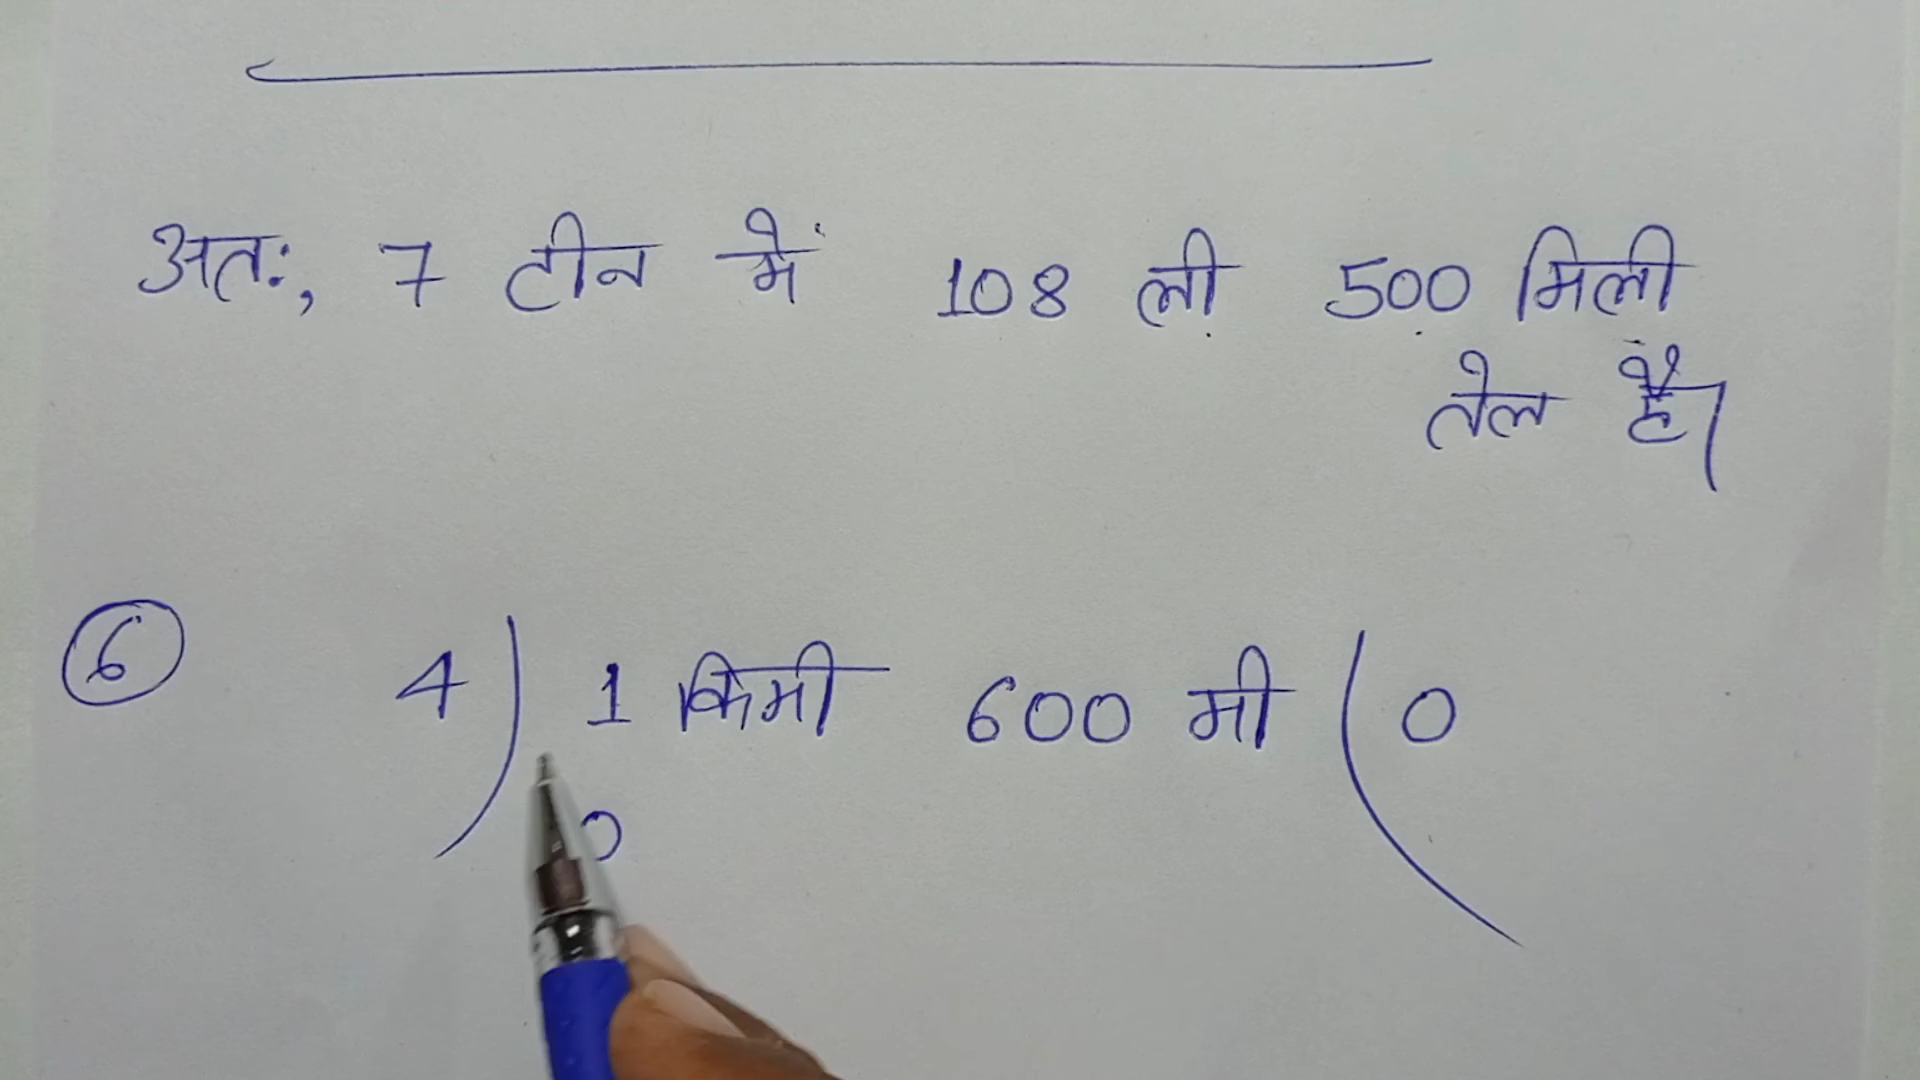 अतः, 7 टीन में 108 ली 500 मिली
तेल है।
6 4) 1 किमी 600 मी (0
0